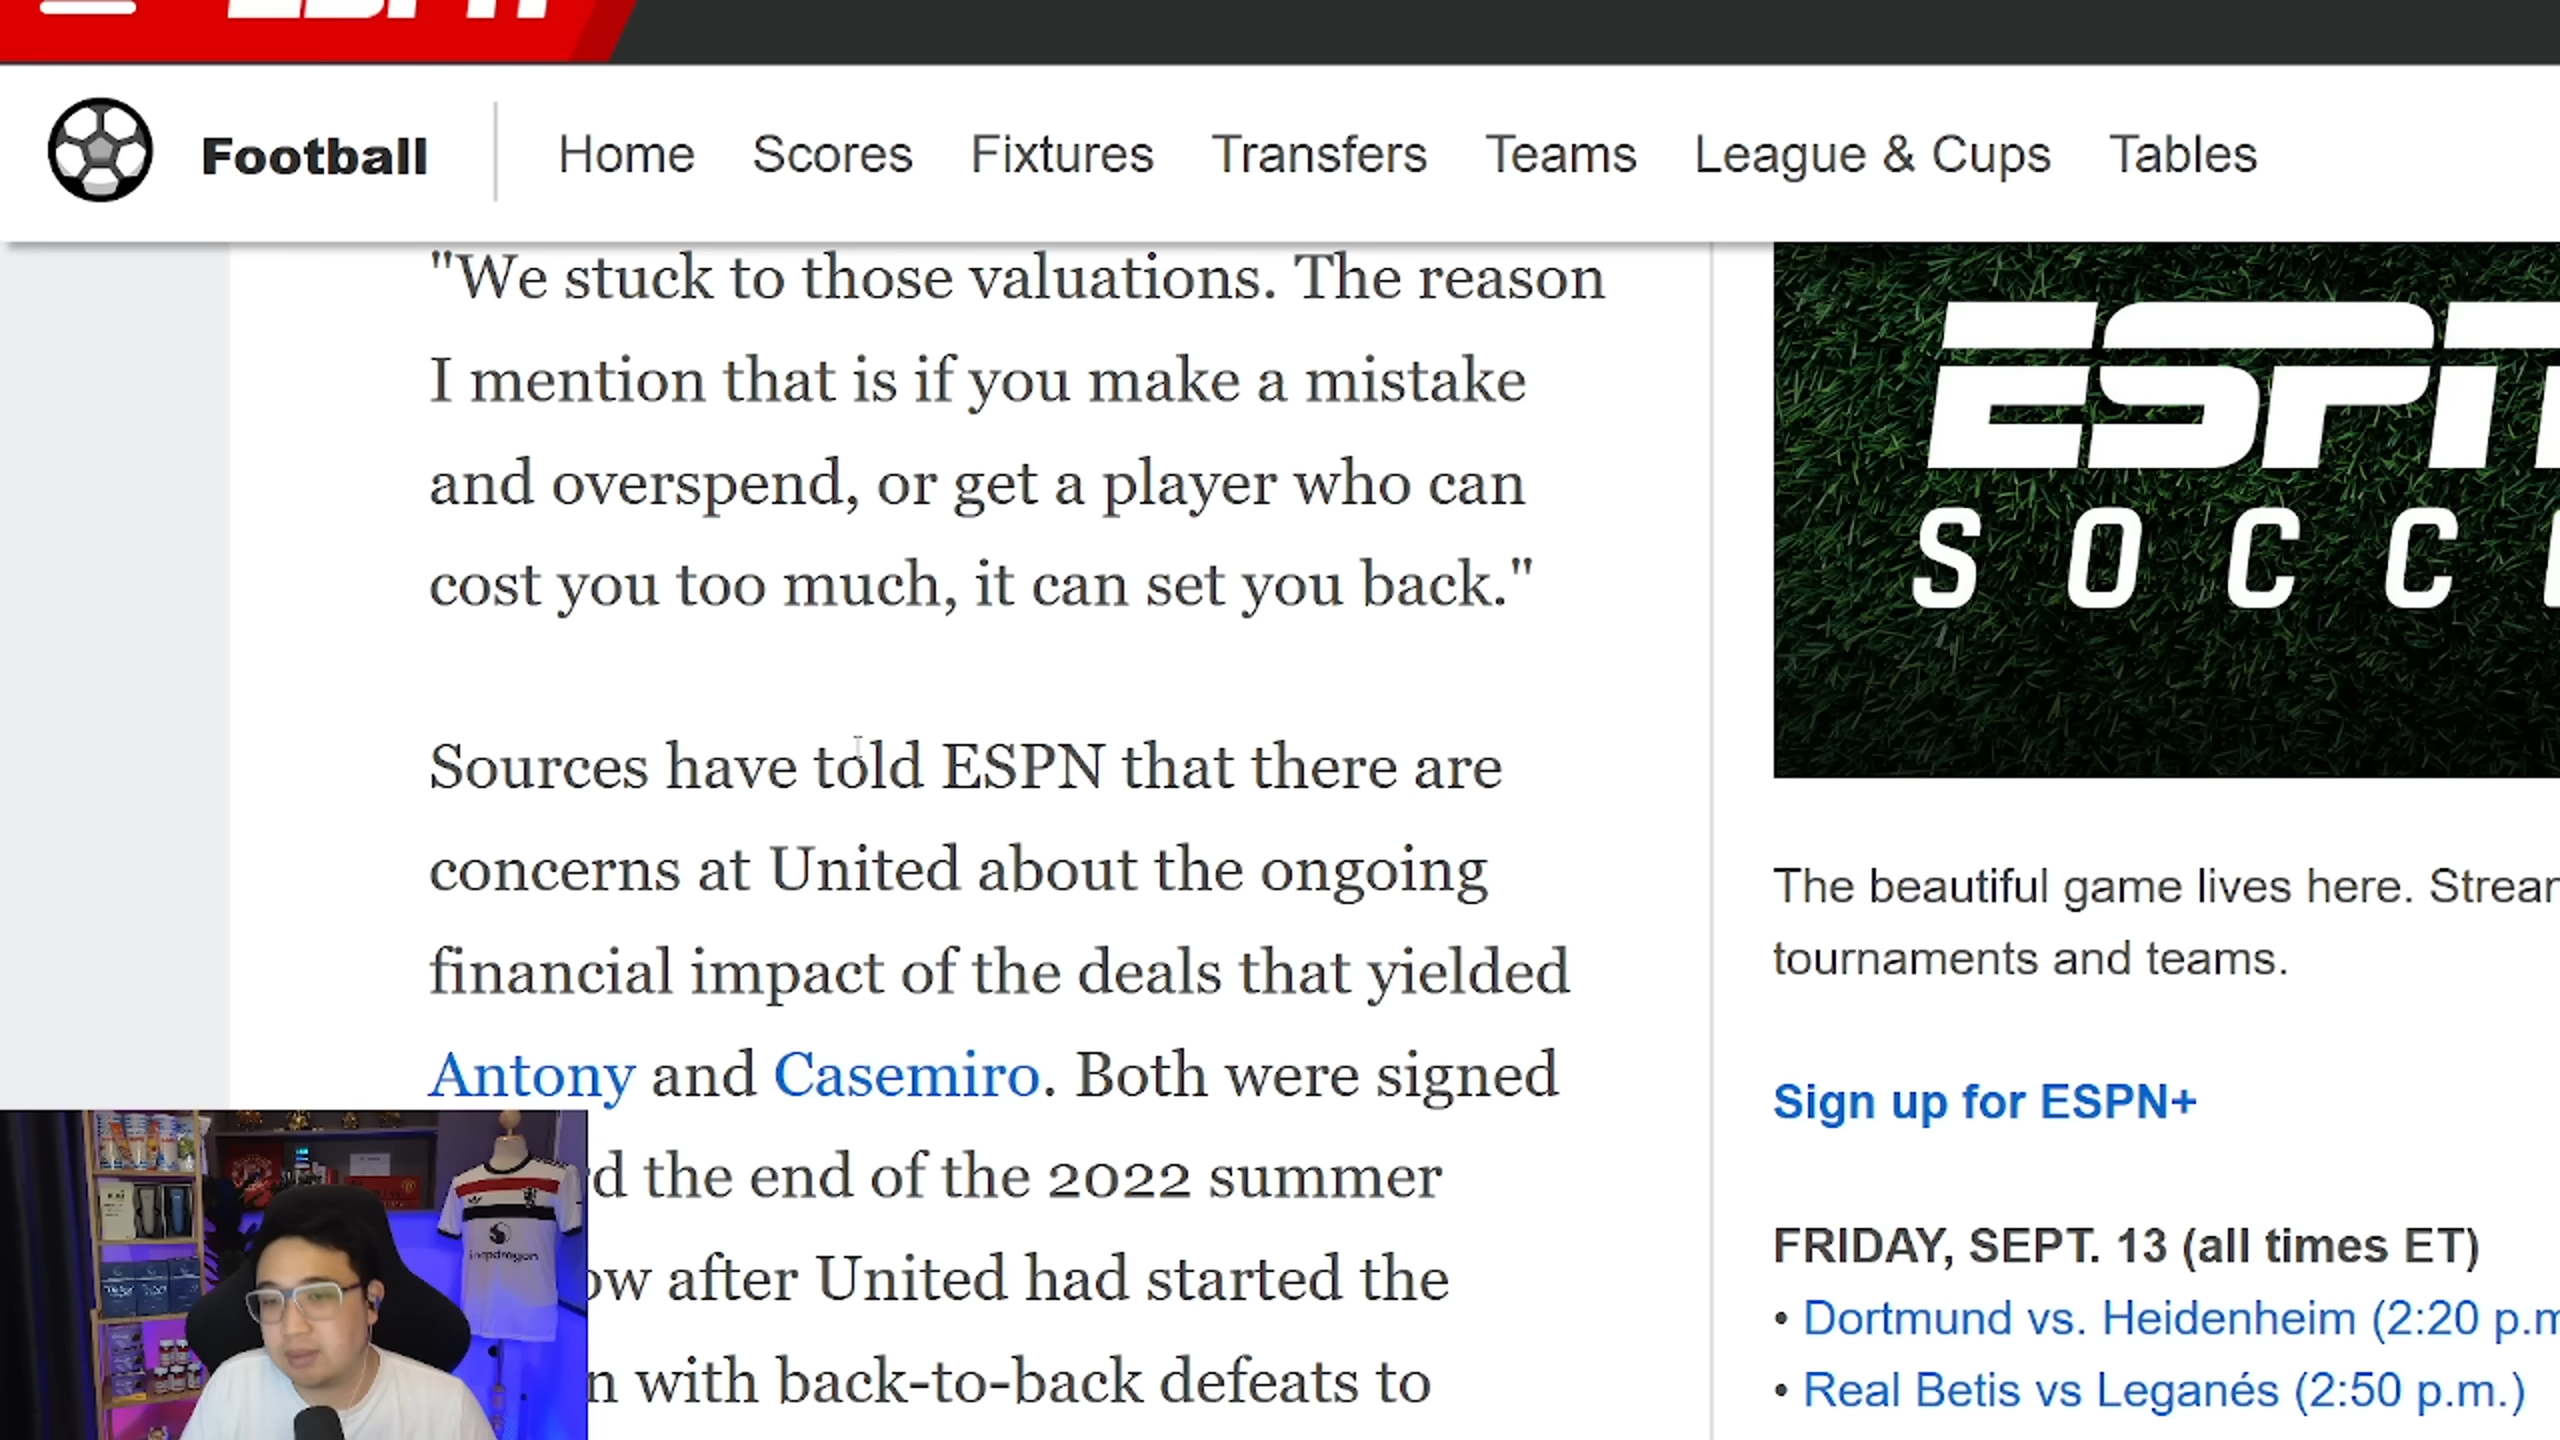 Football
Home
Scores
Fixtures
Transfers
Teams
League & Cups
Tables
"We stuck to those valuations. The reason
I mention that is if you make a mistake
and overspend, or get a player who can
cost you too much, it can set you back."
Sources have told ESPN that there are
concerns at United about the ongoing
financial impact of the deals that yielded
Antony and Casemiro. Both were signed
the end of the 2022 summer
after United had started the
with back-to-back defeats to
SOCC
The beautiful game lives here.
tournaments and teams.
Sign up for ESPN+
FRIDAY, SEPT. 13 (all times ET)
• Dortmund vs. Heidenheim (2:20
• Real Betis vs Leganés (2:50 p.m.)